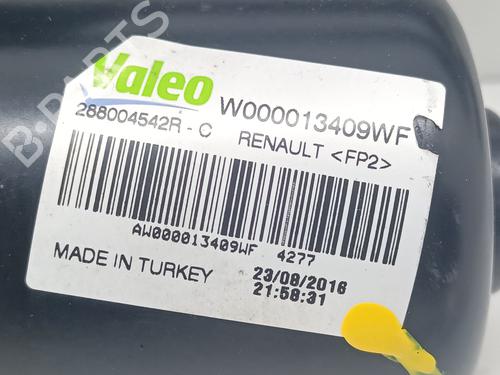 Valeo
W000013409WF
288004542R - C
RENAULT <FP2>
AW000013409WF 4277
MADE IN TURKEY
23/08/2016
21:58:31
B-PARTS